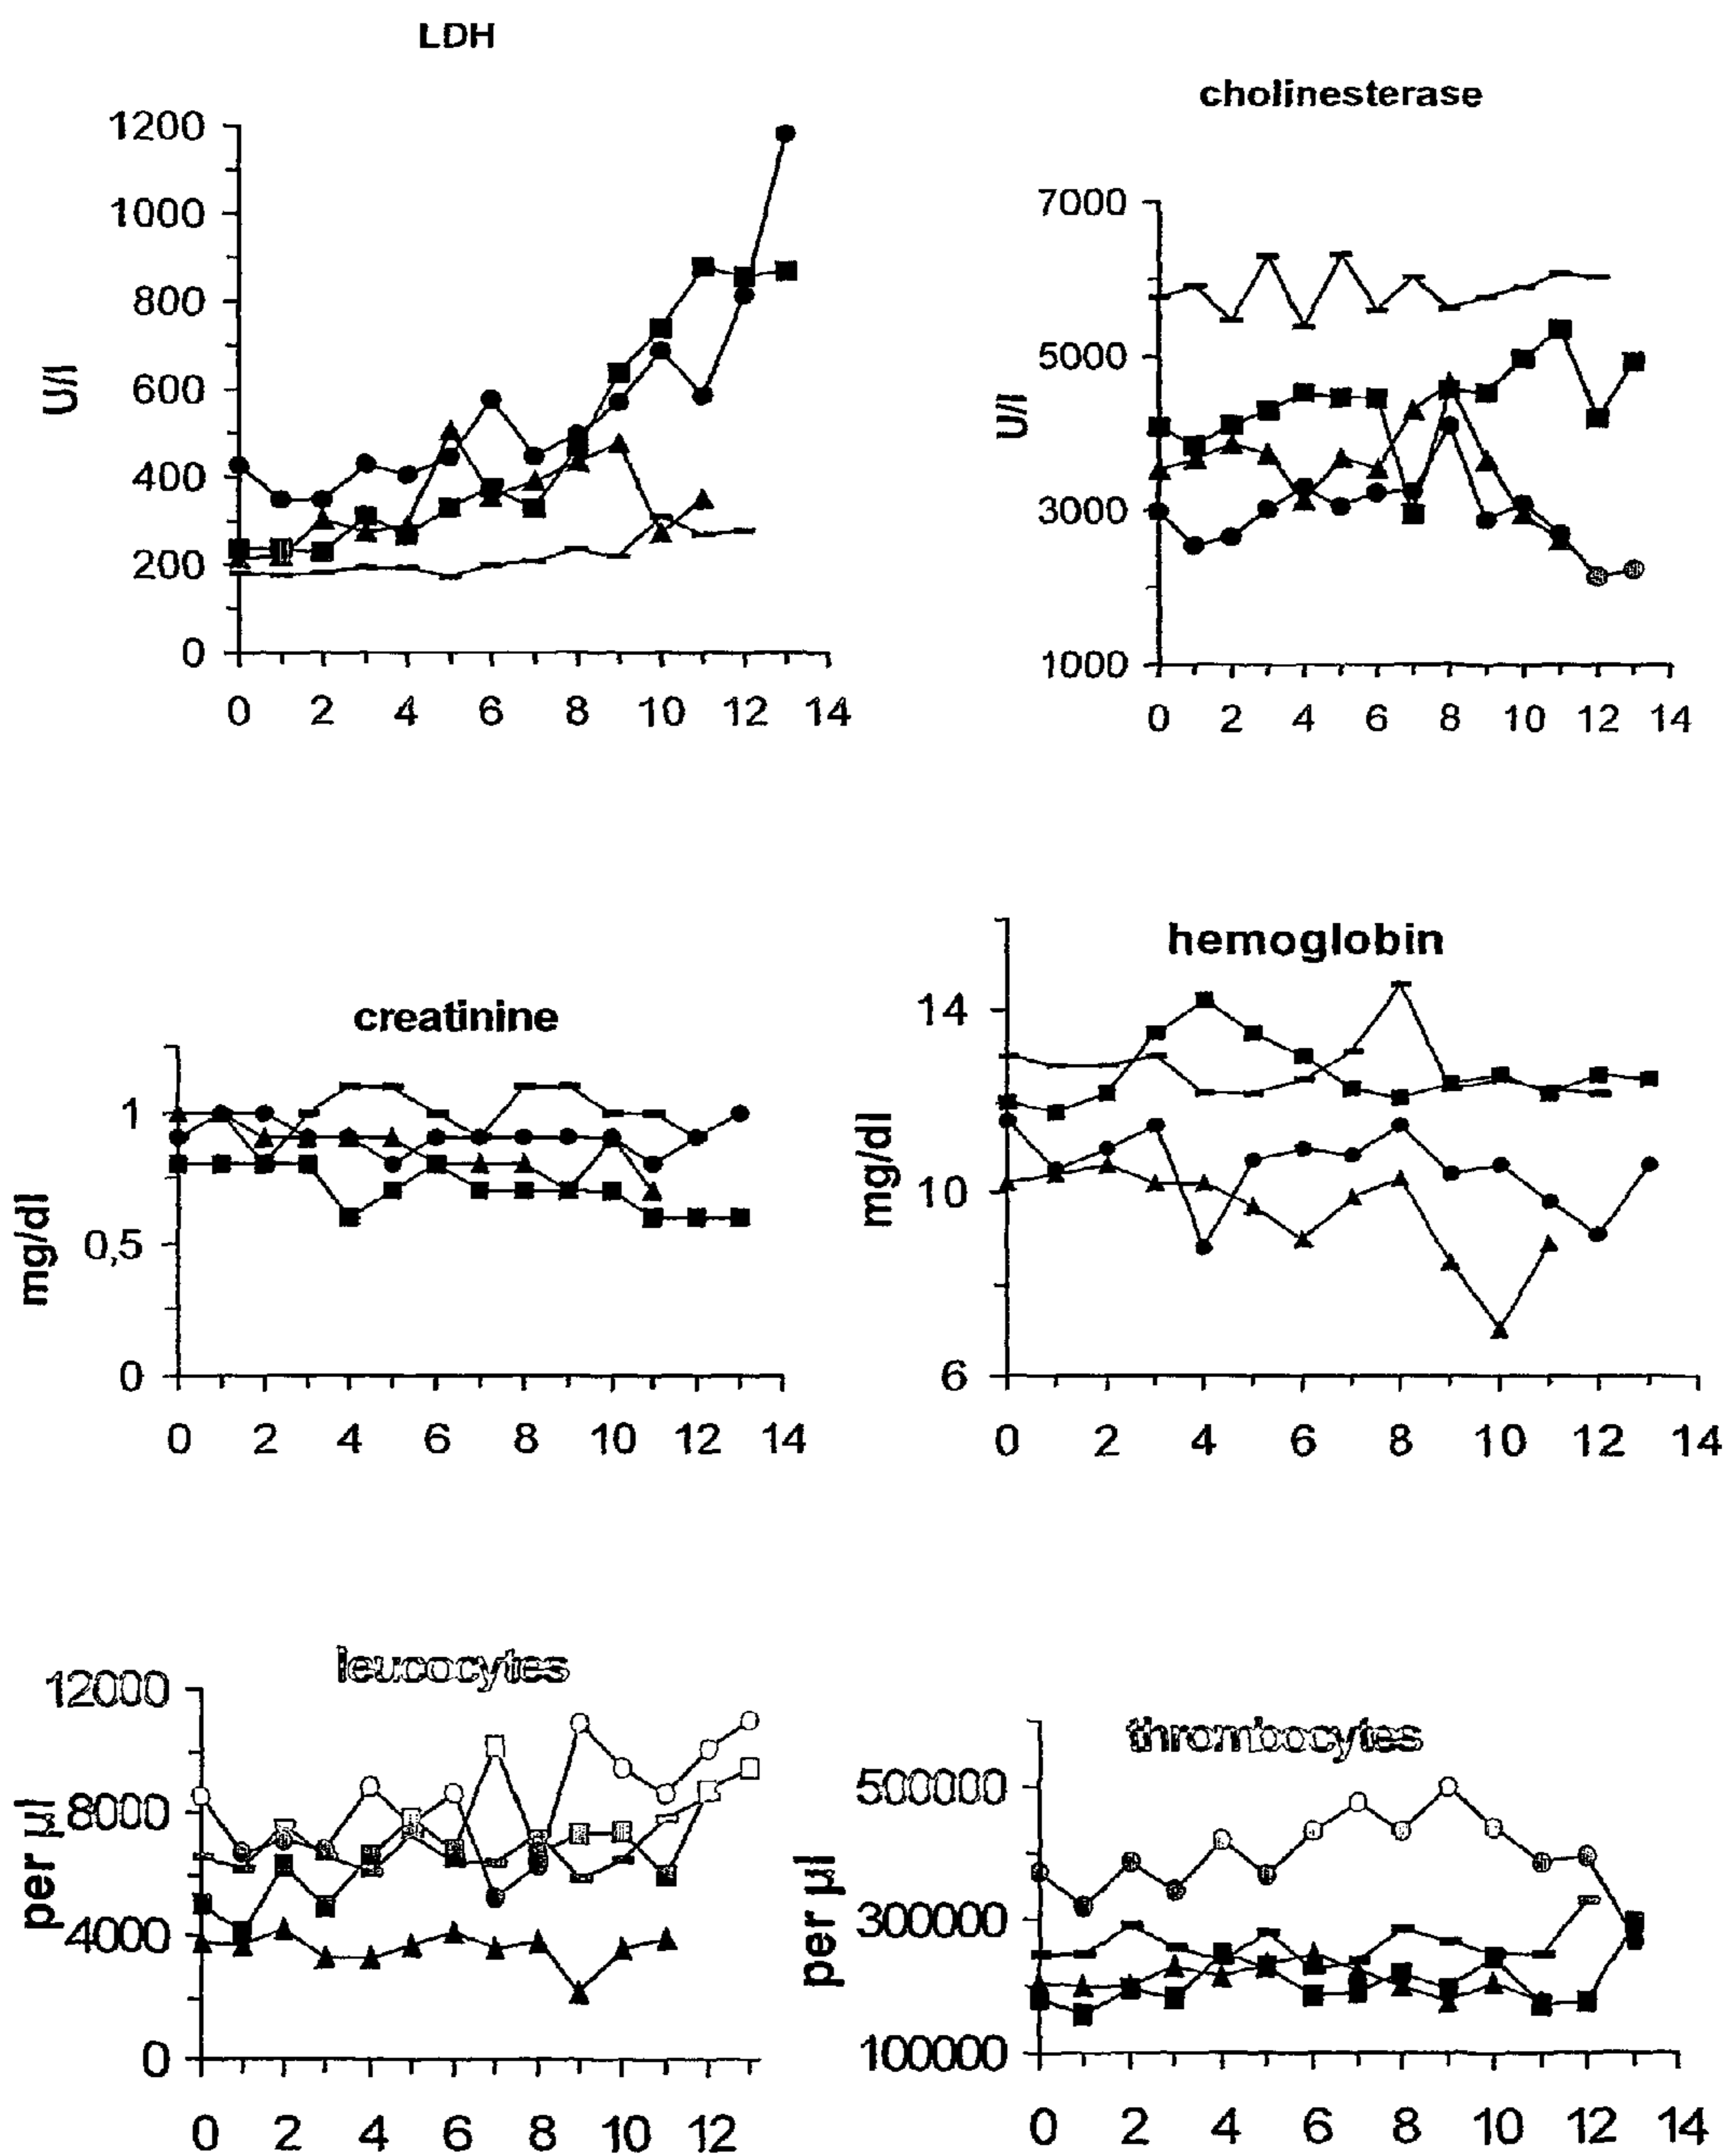 LDH
1200
1000
800
600
400
200
0
U/l
0 2 4 6 8 10 12 14
cholinesterase
7000
5000
3000
1000
U/l
0 2 4 6 8 10 12 14
creatinine
1
0,5
0
mg/dl
0 2 4 6 8 10 12 14
hemoglobin
14
10
6
mg/dl
0 2 4 6 8 10 12 14
leucocytes
12000
8000
4000
0
per µl
0 2 4 6 8 10 12
thrombocytes
500000
300000
100000
per µl
0 2 4 6 8 10 12 14